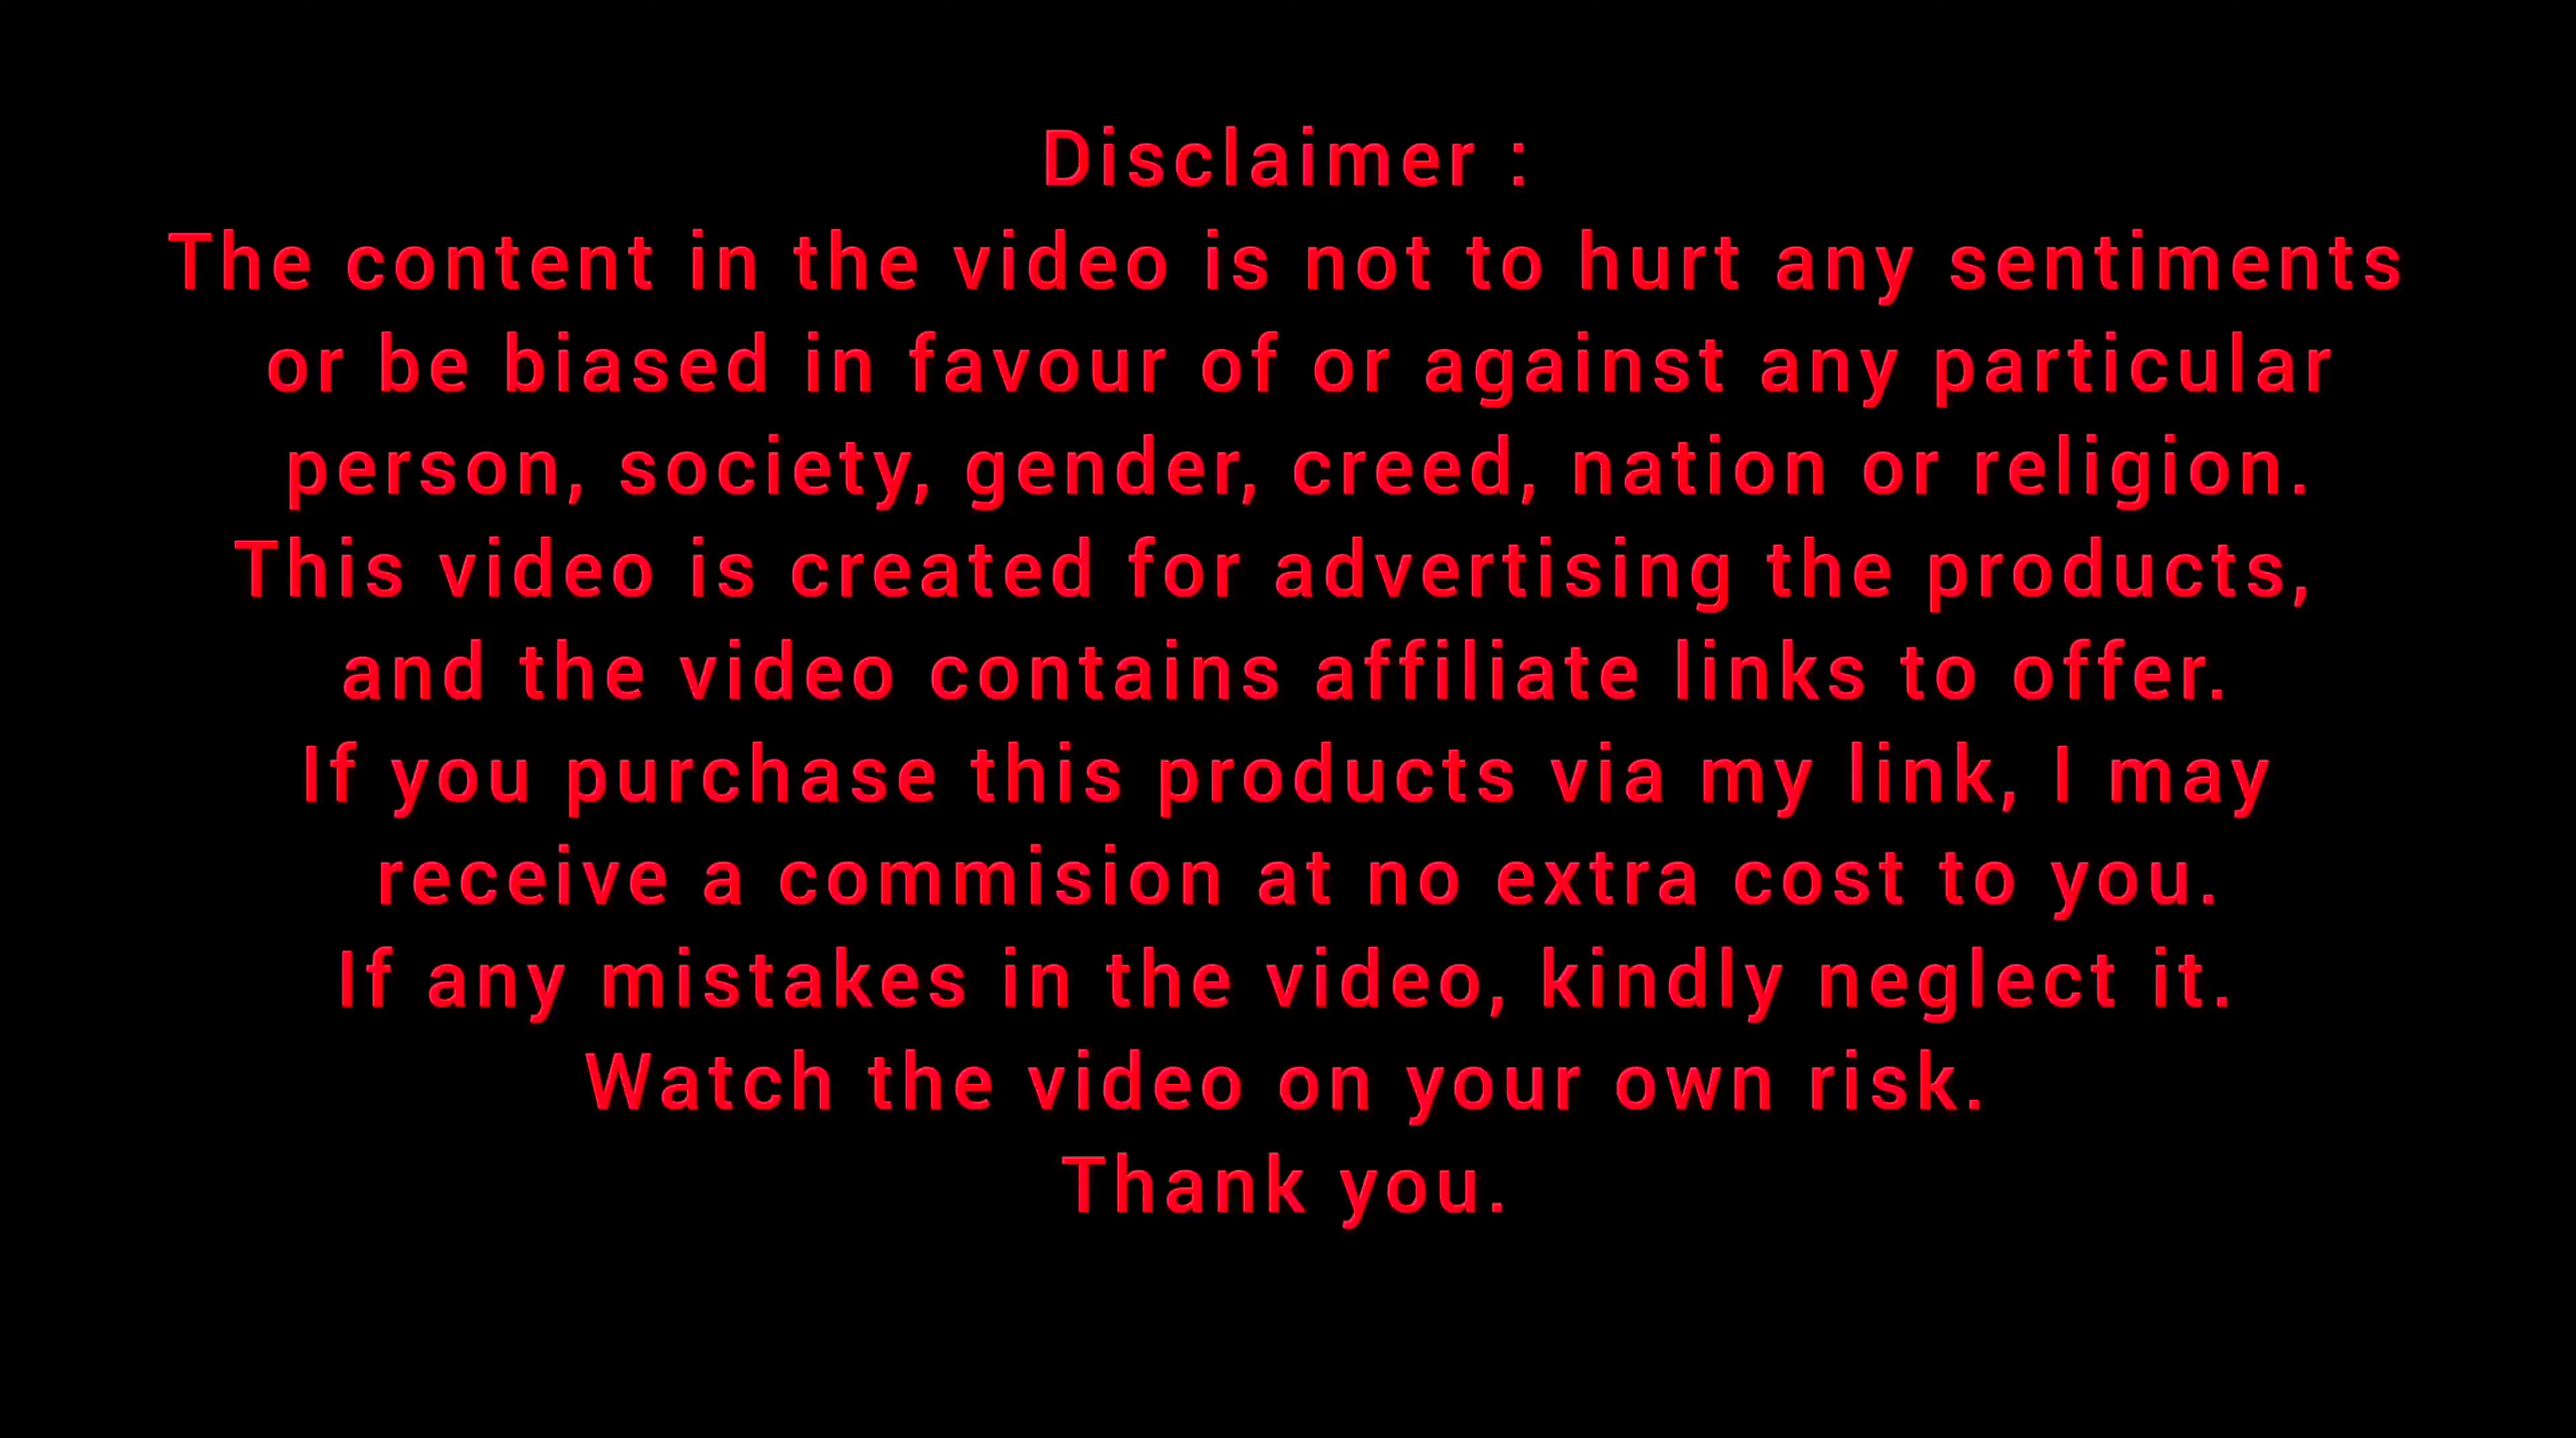 Disclaimer :
The content in the video is not to hurt any sentiments
or be biased in favour of or against any particular
person, society, gender, creed, nation or religion.
This video is created for advertising the products,
and the video contains affiliate links to offer.
If you purchase this products via my link, I may
receive a commision at no extra cost to you.
If any mistakes in the video, kindly neglect it.
Watch the video on your own risk.
Thank you.